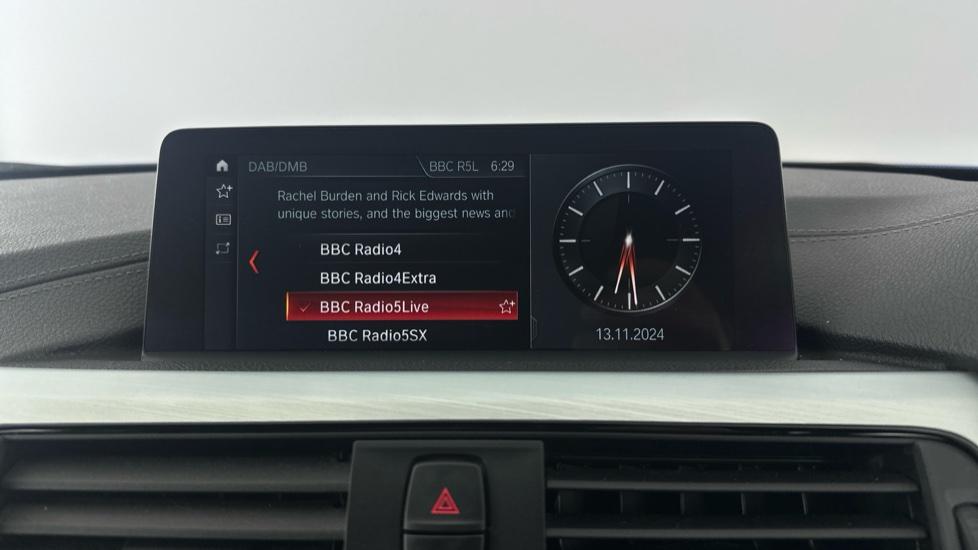 DAB/DMB
BBC R5L 6:29
Rachel Burden and Rick Edwards with
unique stories, and the biggest news and
BBC Radio4
BBC Radio4Extra
BBC Radio5Live
BBC Radio5SX
13.11.2024